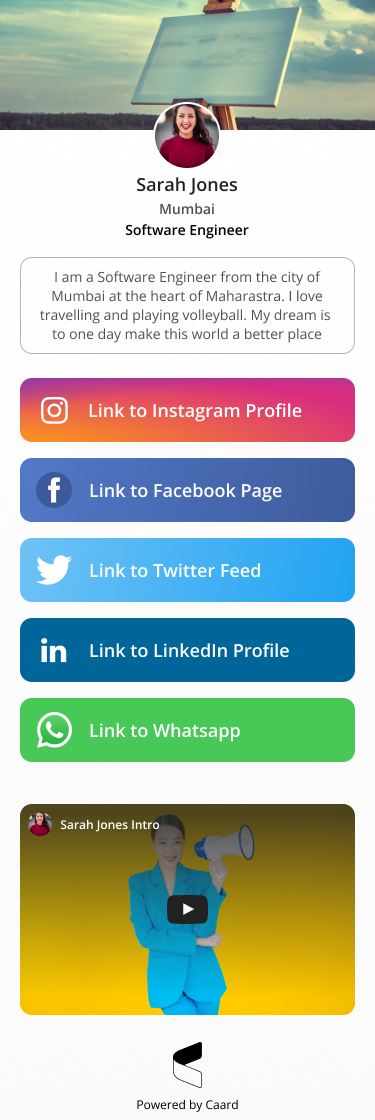 Sarah Jones
Mumbai
Software Engineer
I am a Software Engineer from the city of
Mumbai at the heart of Maharastra. I love
travelling and playing volleyball. My dream is
to one day make this world a better place
Link to Instagram Profile
Link to Facebook Page
Link to Twitter Feed
Link to LinkedIn Profile
Link to Whatsapp
Sarah Jones Intro
Powered by Caard